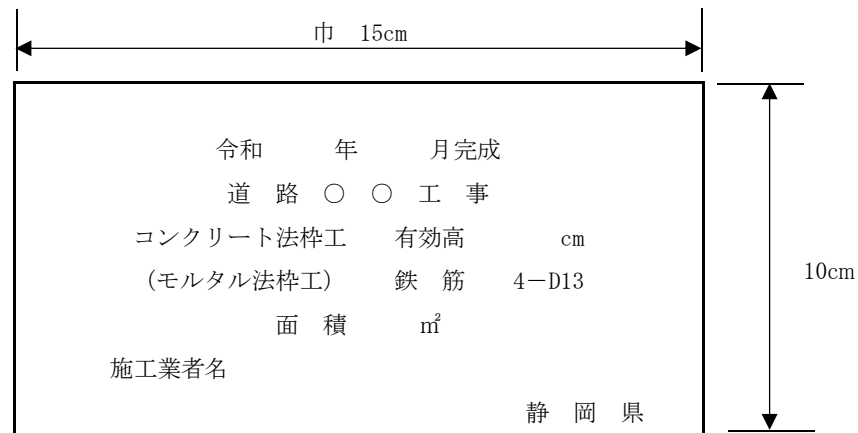 巾　15cm
令和　　　年　　　月完成
道　路　○　○　工　事
コンクリート法枠工　　有効高　　　　cm
(モルタル法枠工)　　鉄　筋　　4－D13
10cm
面　積　　　㎡
施工業者名
静　岡　県